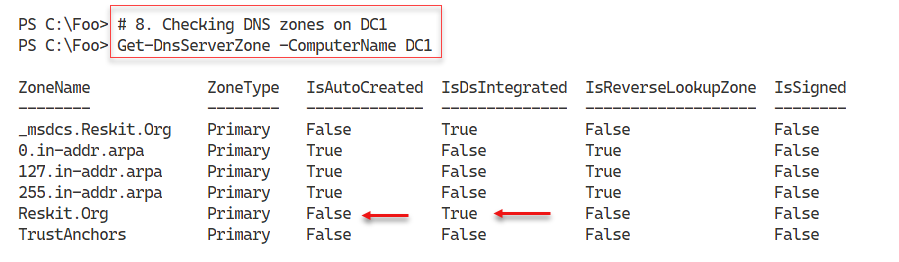 PS C:\Foo> # 8. Checking DNS zones on DC1
PS C:\Foo> Get-DnsServerZone -ComputerName DC1
ZoneName ZoneType IsAutoCreated IsDsIntegrated IsReverseLookupZone IsSigned
-------- -------- ------------- -------------- ------------------- --------
_msdcs.Reskit.Org Primary False True False False
0.in-addr.arpa Primary True False True False
127.in-addr.arpa Primary True False True False
255.in-addr.arpa Primary True False True False
Reskit.Org Primary False True False False
TrustAnchors Primary False False False False